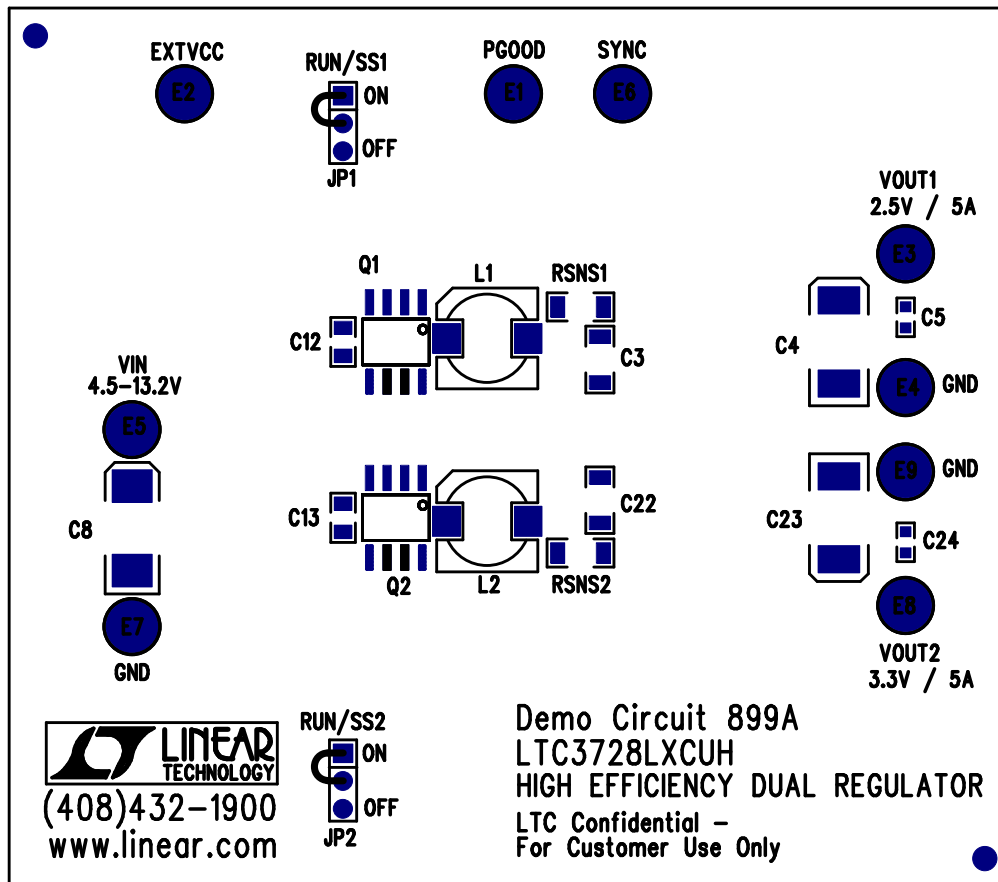 EXTVCC
RUN/SS1
PGOOD
SYNC
E2
ON
E1
E6
OFF
JP1
VOUT1
2.5V / 5A
E3
Q1
L1
RSNS1
C12
C3
C4
C5
VIN
4.5-13.2V
E4
GND
E5
E9
GND
C8
C13
C22
C23
C24
Q2
L2
RSNS2
E7
GND
E8
VOUT2
3.3V / 5A
RUN/SS2
ON
OFF
JP2
LINEAR
TECHNOLOGY
(408)432-1900
www.linear.com
Demo Circuit 899A
LTC3728LXCUH
HIGH EFFICIENCY DUAL REGULATOR
LTC Confidential -
For Customer Use Only